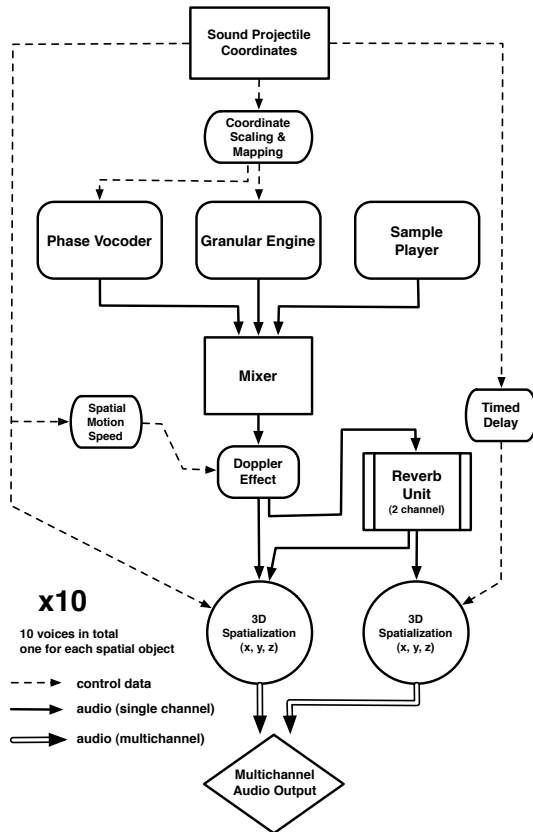 Sound Projectile
Coordinates
Coordinate
Scaling &
Mapping
Phase Vocoder
Granular Engine
Sample
Player
Mixer
Spatial
Motion
Speed
Timed
Delay
Doppler
Effect
Reverb
Unit
(2 channel)
x10
10 voices in total
one for each spatial object
3D
Spatialization
(x, y, z)
3D
Spatialization
(x, y, z)
control data
audio (single channel)
audio (multichannel)
Multichannel
Audio Output